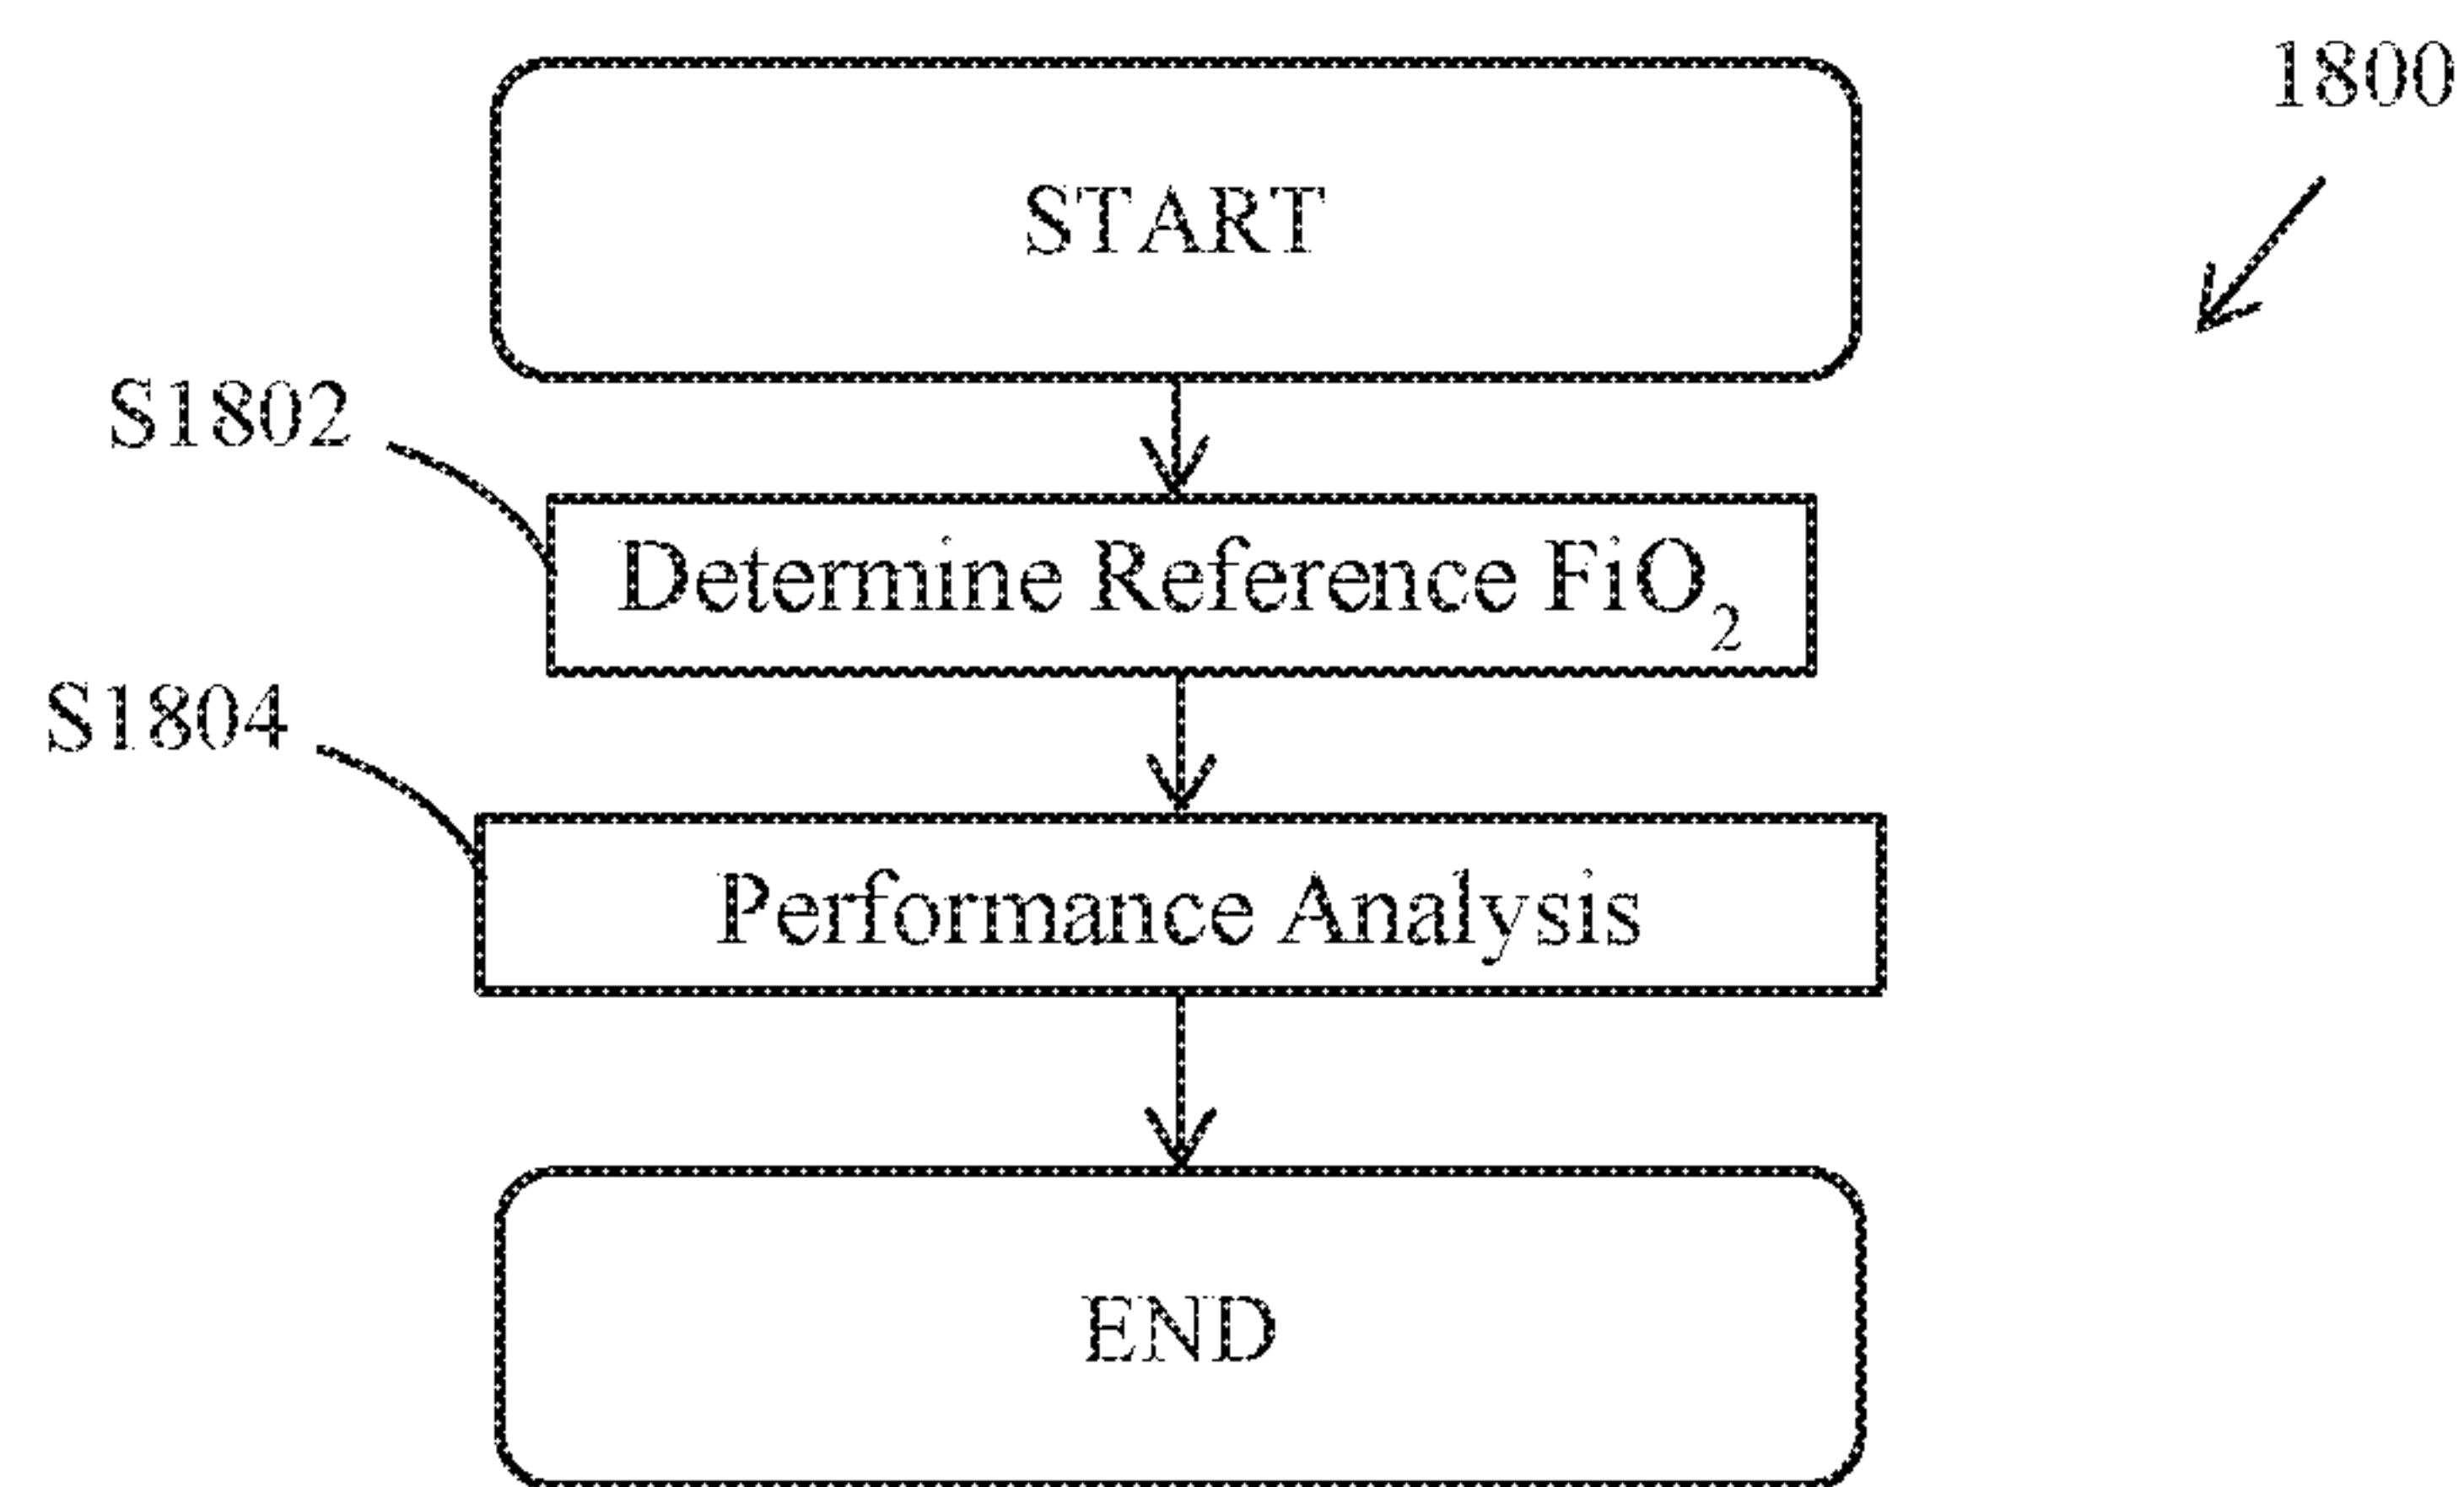 1800
START
S1802
Determine Reference FiO₂
S1804
Performance Analysis
END